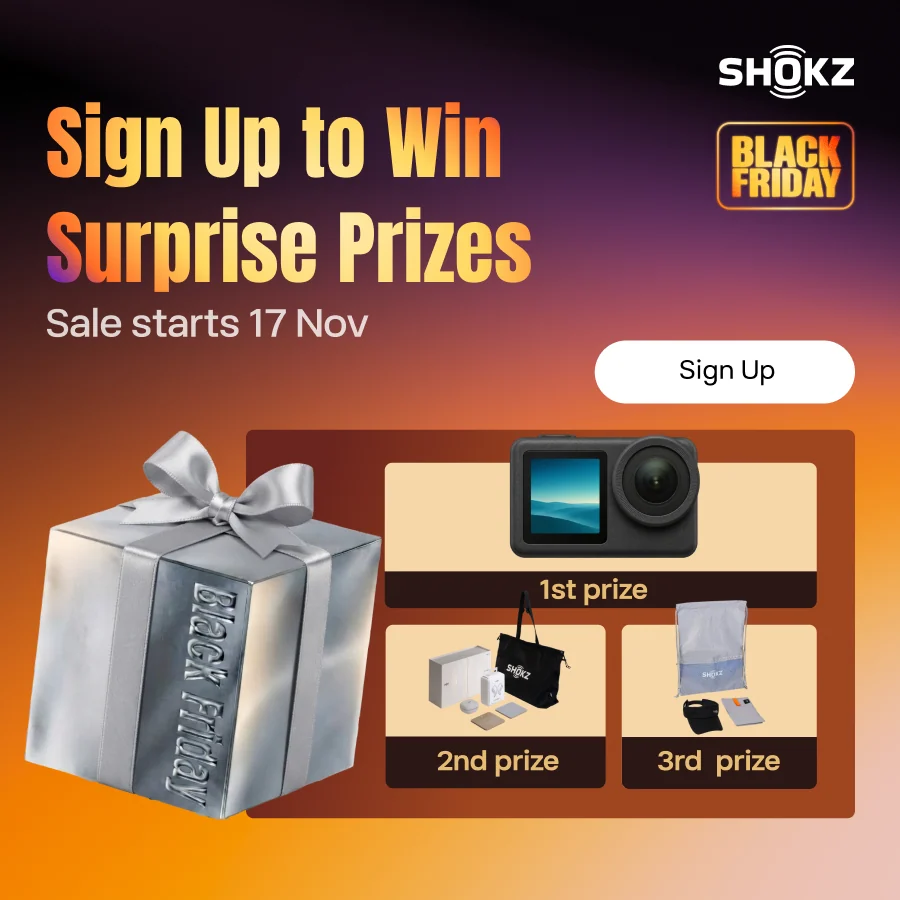 SHOKZ
Sign Up to Win
Surprise Prizes
BLACK
FRIDAY
Sale starts 17 Nov
Sign Up
Black Friday
1st prize
SHOKZ
2nd prize
SHOKZ
3rd prize